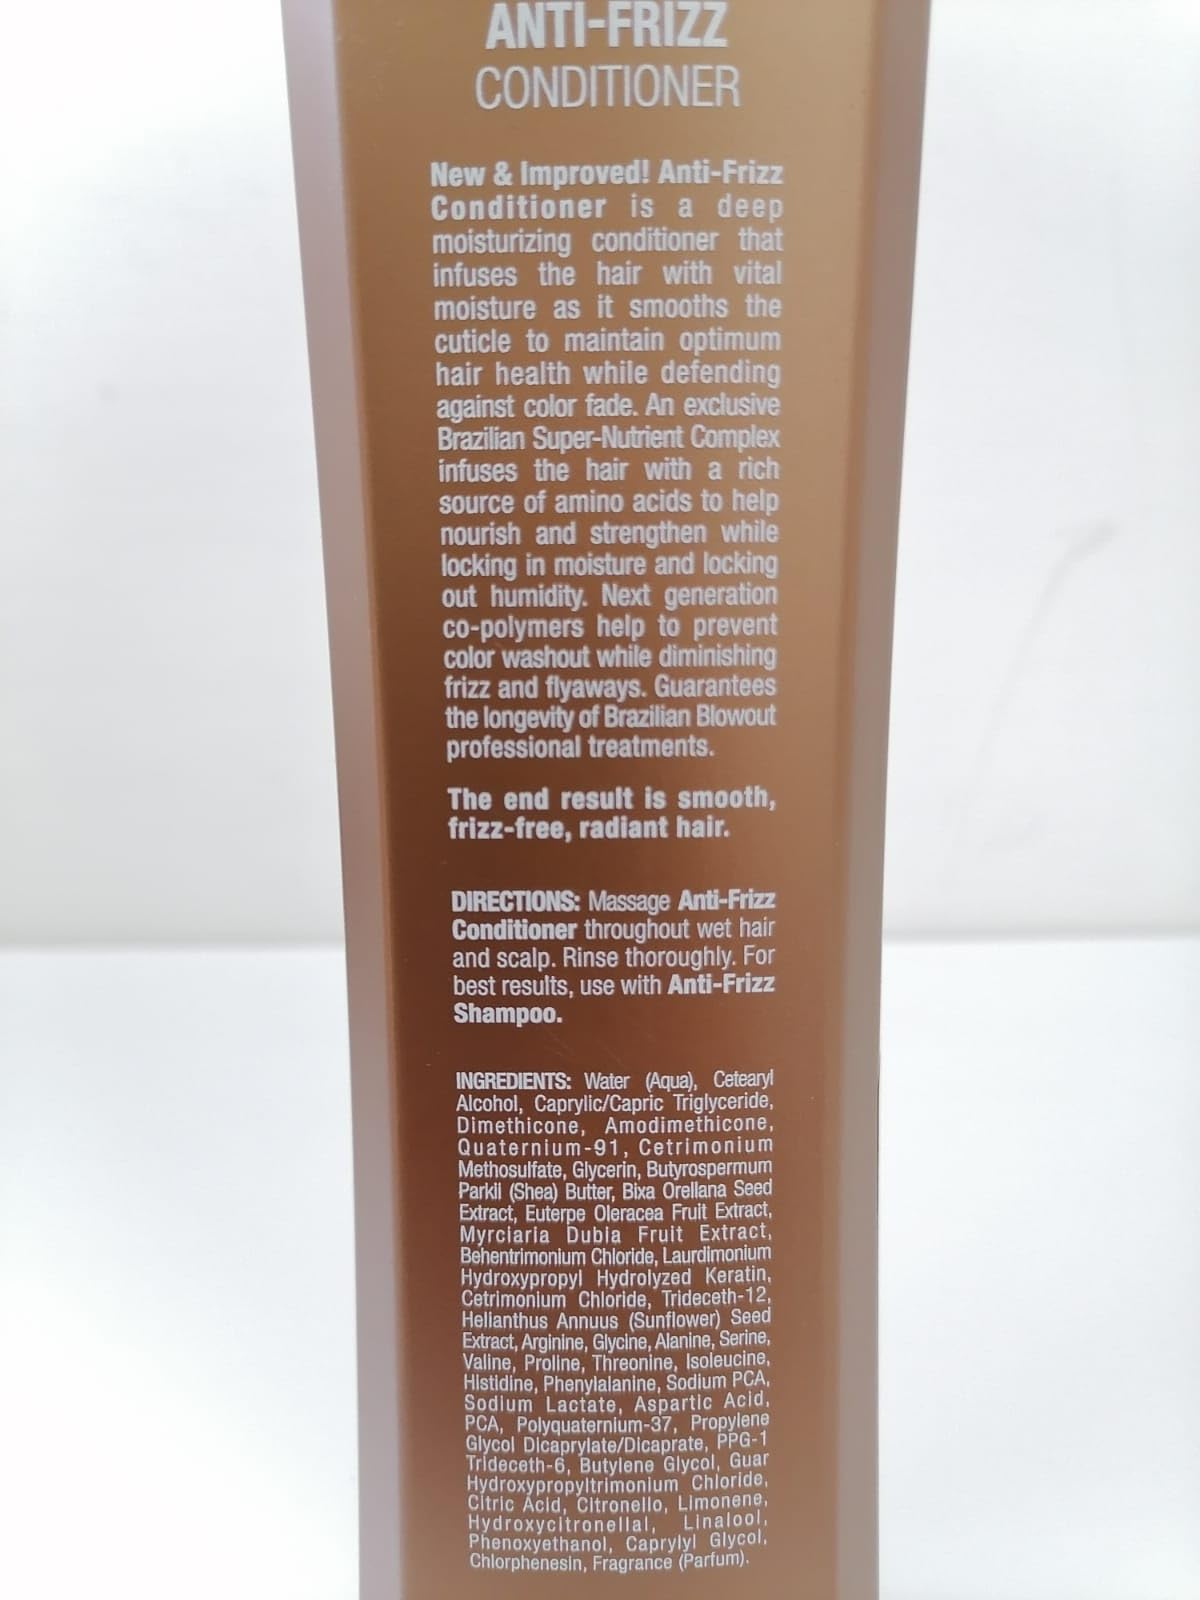 ANTI-FRIZZ
CONDITIONER
New & Improved! Anti-Frizz
Conditioner is a deep
moisturizing conditioner that
infuses the hair with vital
moisture as it smooths the
cuticle to maintain optimum
hair health while defending
against color fade. An exclusive
Brazilian Super-Nutrient Complex
infuses the hair with a rich
source of amino acids to help
nourish and strengthen while
locking in moisture and locking
out humidity. Next generation
co-polymers help to prevent
color washout while diminishing
frizz and flyaways. Guarantees
the longevity of Brazilian Blowout
professional treatments.
The end result is smooth,
frizz-free, radiant hair.
DIRECTIONS: Massage Anti-Frizz
Conditioner throughout wet hair
and scalp. Rinse thoroughly. For
best results, use with Anti-Frizz
Shampoo.
INGREDIENTS: Water (Aqua), Cetearyl
Alcohol, Caprylic/Capric Triglyceride,
Dimethicone, Amodimethicone,
Quaternium-91, Cetrimonium
Methosulfate, Glycerin, Butyrospermum
Parkii (Shea) Butter, Bixa Orellana Seed
Extract, Euterpe Oleracea Fruit Extract,
Myrciaria Dubia Fruit Extract,
Behentrimonium Chloride, Laurdimonium
Hydroxypropyl Hydrolyzed Keratin,
Cetrimonium Chloride, Trideceth-12,
Helianthus Annuus (Sunflower) Seed
Extract, Arginine, Glycine, Alanine, Serine,
Valine, Proline, Threonine, Isoleucine,
Histidine, Phenylalanine, Sodium PCA,
Sodium Lactate, Aspartic Acid,
PCA, Polyquaternium-37, Propylene
Glycol Dicaprylate/Dicaprate, PPG-1
Trideceth-6, Butylene Glycol, Guar
Hydroxypropyltrimonium Chloride,
Citric Acid, Citronello, Limonene,
Hydroxycitronellal, Linalool,
Phenoxyethanol, Caprylyl Glycol,
Chlorphenesin, Fragrance (Parfum).